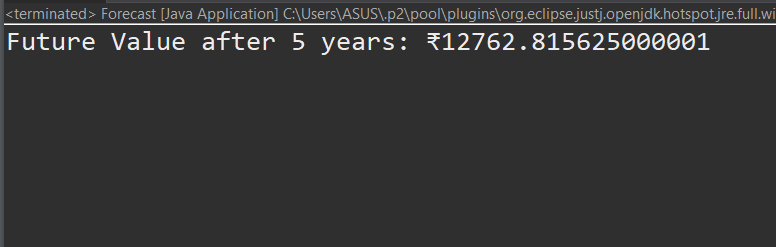 <terminated> Forecast [Java Application] C:\Users\ASUS\.p2\pool\plugins\org.eclipse.justj.openjdk.hotspot.jre.full.wi
Future Value after 5 years: ₹12762.815625000001